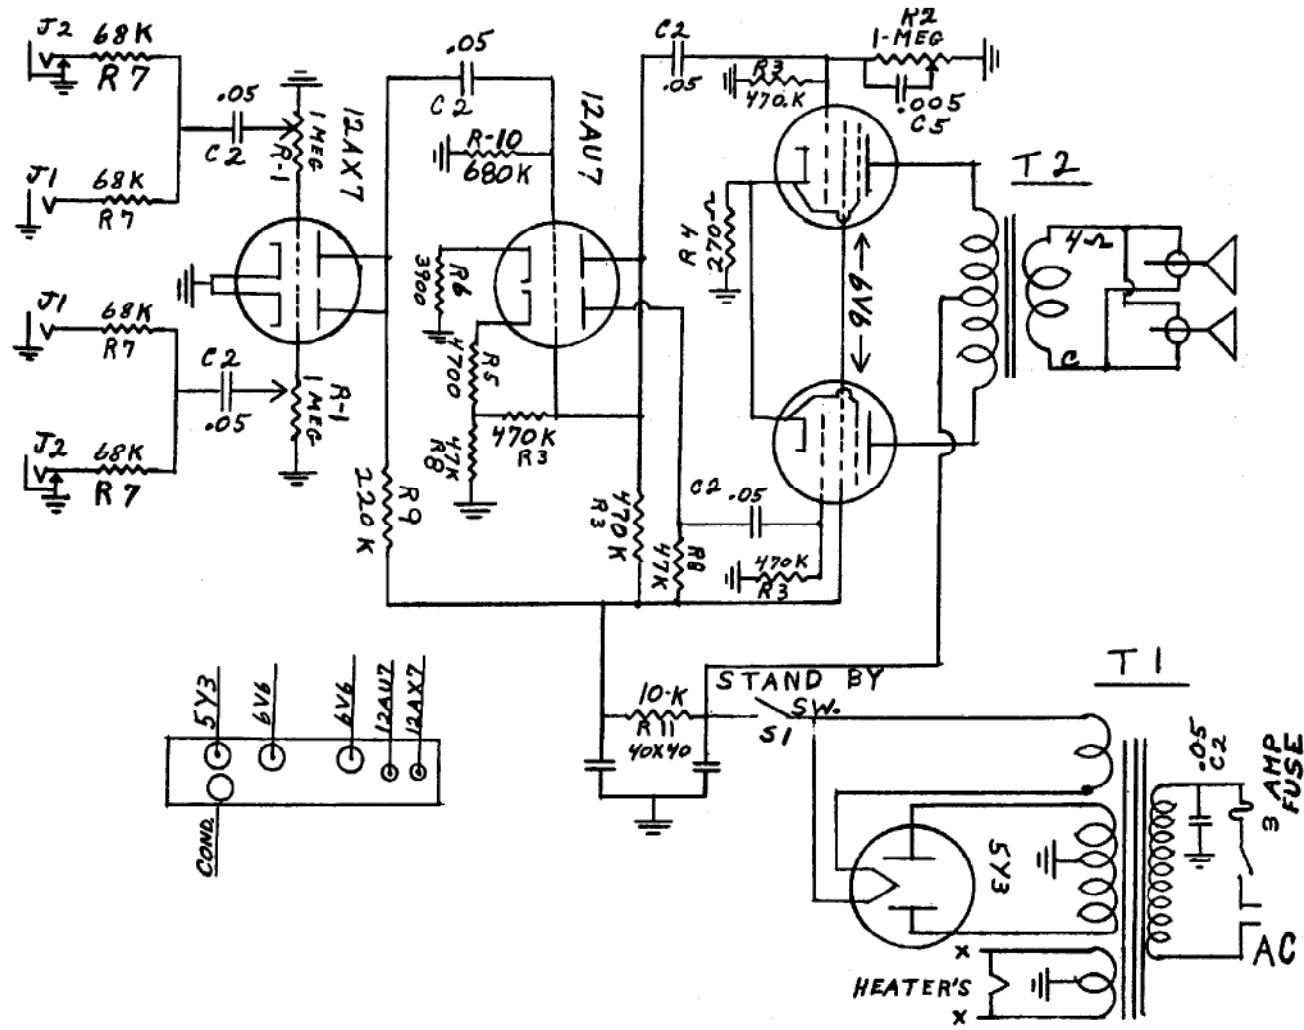 J2
68K
R7
.05
C2
1 MEG
R-1
12AX7
J1
68K
R7
J1
68K
R7
C2
.05
1 MEG
R-1
J2
68K
R7
.05
C2
R-10
680K
12AU7
R6
3900
R5
4700
R8
47K
470K
R3
R9
220K
C2
.05
R3
470.K
R2
1-MEG
.005
C5
R4
270Ω
6V6
C2 .05
470K
R3
R8
47K
470K
R3
T2
4Ω
C
STAND BY
SW.
S1
10-K
R11
40X40
T1
.05
C2
3 AMP
FUSE
5Y3
AC
X
HEATER'S
X
5Y3
6V6
6V6
12AU7
12AX7
COND.